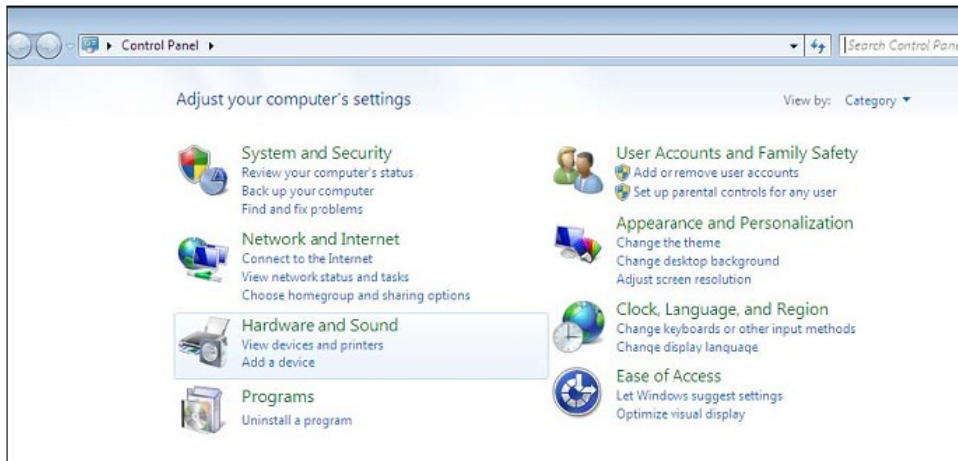 Control Panel
Search Control Pane
Adjust your computer's settings
View by: Category
System and Security
Review your computer's status
Back up your computer
Find and fix problems
Network and Internet
Connect to the Internet
View network status and tasks
Choose homegroup and sharing options
Hardware and Sound
View devices and printers
Add a device
Programs
Uninstall a program
User Accounts and Family Safety
Add or remove user accounts
Set up parental controls for any user
Appearance and Personalization
Change the theme
Change desktop background
Adjust screen resolution
Clock, Language, and Region
Change keyboards or other input methods
Change display language
Ease of Access
Let Windows suggest settings
Optimize visual display